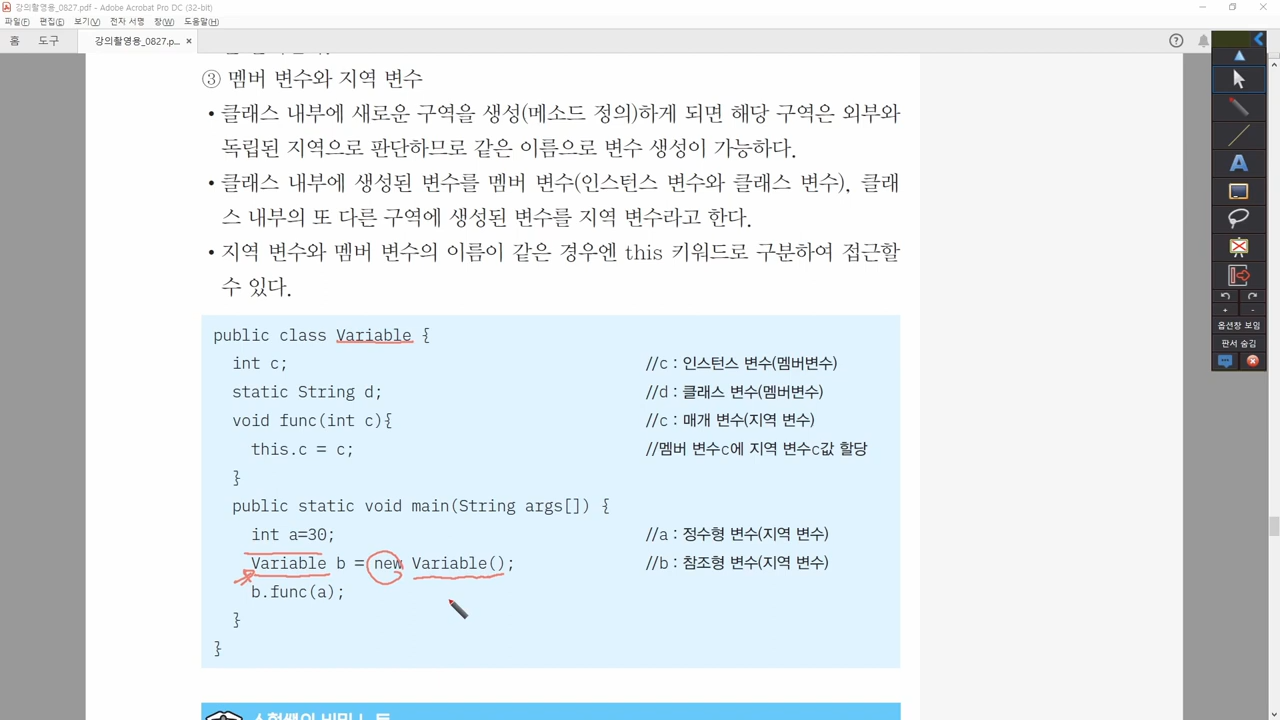 강의촬영용_0827.pdf - Adobe Acrobat Pro DC (32-bit)
파일(F) 편집(E) 보기(V) 전자 서명 창(W) 도움말(H)
홈 도구 강의촬영용_0827.p... ×
③ 멤버 변수와 지역 변수
• 클래스 내부에 새로운 구역을 생성(메소드 정의)하게 되면 해당 구역은 외부와
독립된 지역으로 판단하므로 같은 이름으로 변수 생성이 가능하다.
• 클래스 내부에 생성된 변수를 멤버 변수(인스턴스 변수와 클래스 변수), 클래
스 내부의 또 다른 구역에 생성된 변수를 지역 변수라고 한다.
• 지역 변수와 멤버 변수의 이름이 같은 경우엔 this 키워드로 구분하여 접근할
수 있다.
public class Variable {
int c; //c : 인스턴스 변수(멤버변수)
static String d; //d : 클래스 변수(멤버변수)
void func(int c){ //c : 매개 변수(지역 변수)
this.c = c; //멤버 변수c에 지역 변수c값 할당
}
public static void main(String args[]) {
int a=30; //a : 정수형 변수(지역 변수)
Variable b = new Variable(); //b : 참조형 변수(지역 변수)
b.func(a);
}
}
A
+ -
옵션창 보임
판서 숨김